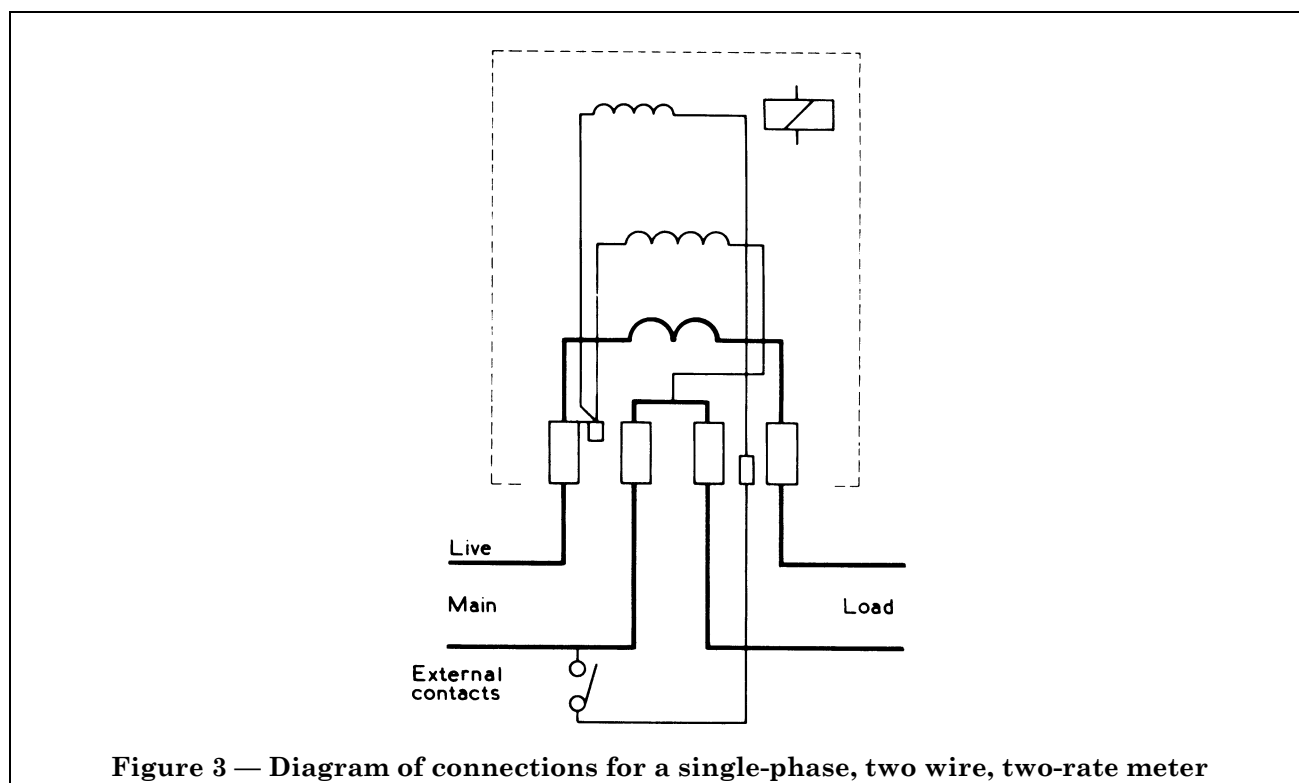 Live
Main
Load
External
contacts
Figure 3 — Diagram of connections for a single-phase, two wire, two-rate meter